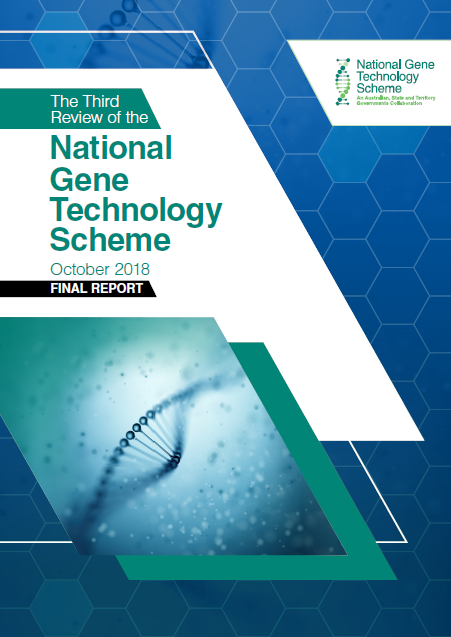 National Gene
Technology
Scheme
An Australian, State and Territory
Governments Collaboration
The Third
Review of the
National
Gene
Technology
Scheme
October 2018
FINAL REPORT